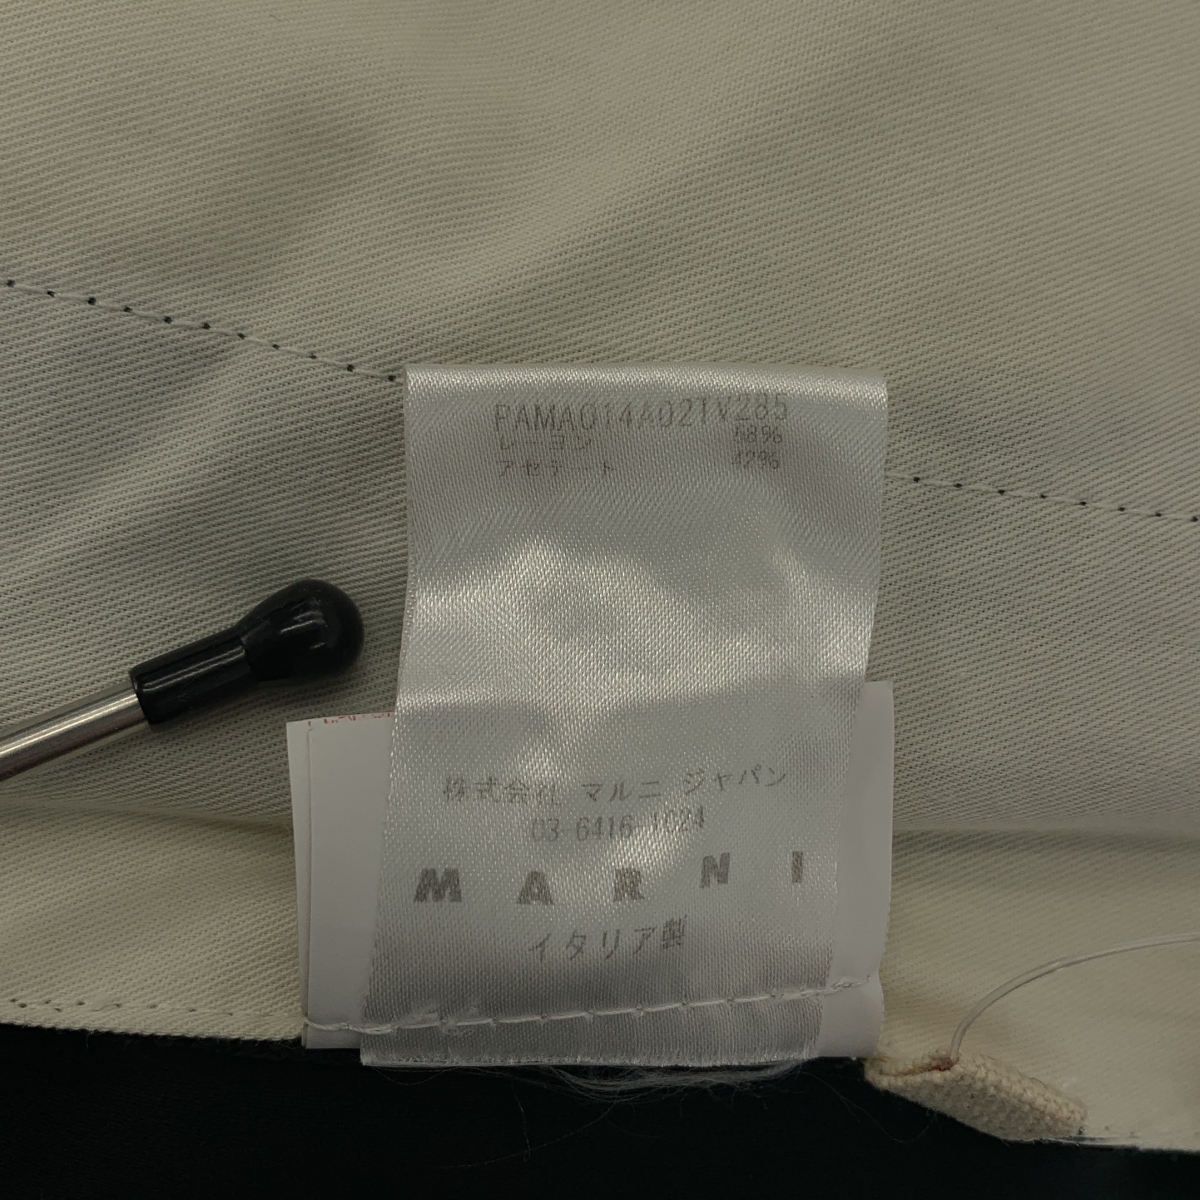 PAMA014A02TV285
レーヨン 58%
アセテート 42%
株式会社 マルニ ジャパン
03 6416 1024
MARNI
イタリア製